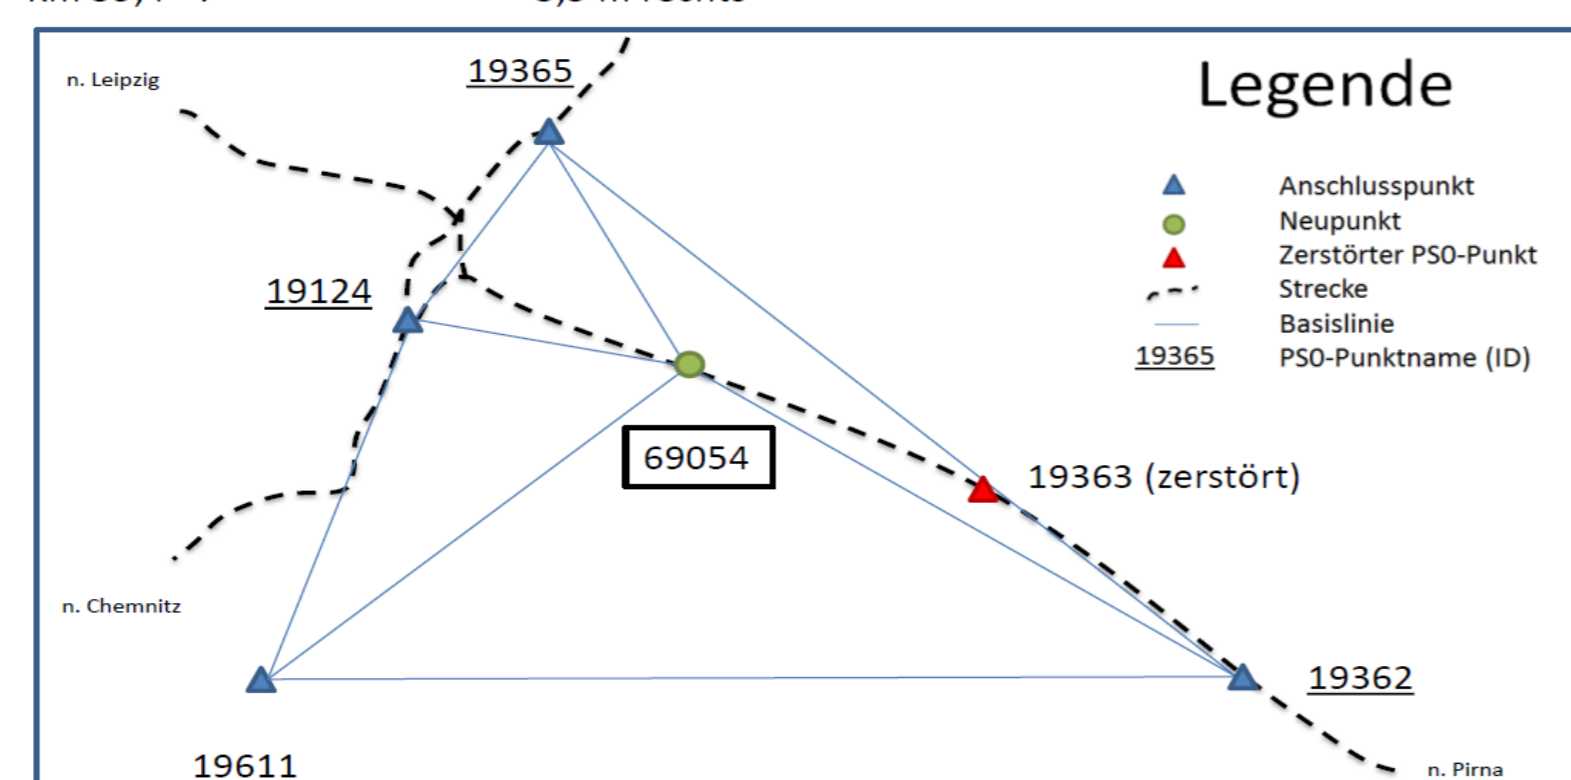 19365
n. Leipzig
Legende
Anschlusspunkt
Neupunkt
Zerstörter PS0-Punkt
Strecke
19124
Basislinie
19365 PS0-Punktname (ID)
69054
19363 (zerstört)
n. Chemnitz
19362
19611
n. Pirna